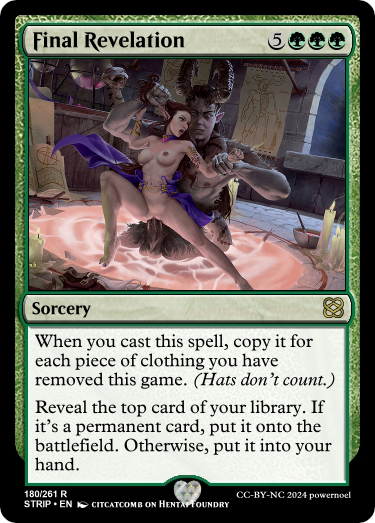 Final Revelation 5
Sorcery
When you cast this spell, copy it for
each piece of clothing you have
removed this game. (Hats don't count.)
Reveal the top card of your library. If
it's a permanent card, put it onto the
battlefield. Otherwise, put it into your
hand.
180/261 R
CC-BY-NC 2024 powernoel
STRIP • EN CITCATCOMB ON HENTAI FOUNDRY